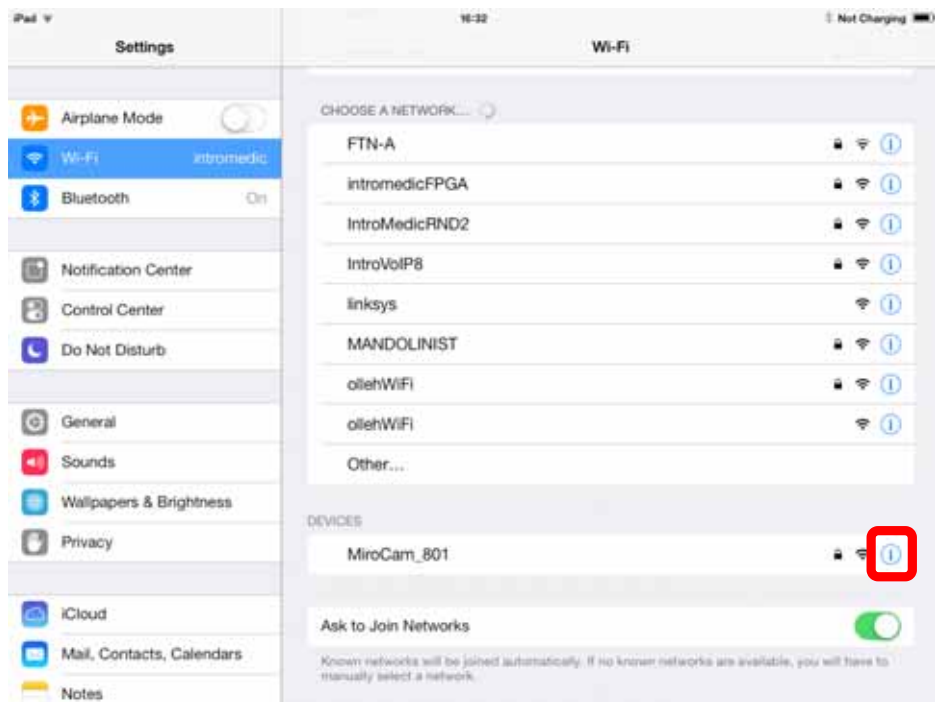 iPad
16:32
Not Charging
Settings
Wi-Fi
Airplane Mode
Wi-Fi intromedic
Bluetooth On
Notification Center
Control Center
Do Not Disturb
General
Sounds
Wallpapers & Brightness
Privacy
iCloud
Mail, Contacts, Calendars
Notes
CHOOSE A NETWORK...
FTN-A
intromedicFPGA
IntroMedicRND2
IntroVoIP8
linksys
MANDOLINIST
ollehWiFi
ollehWiFi
Other...
DEVICES
MiroCam_801
Ask to Join Networks
Known networks will be joined automatically. If no known networks are available, you will have to
manually select a network.